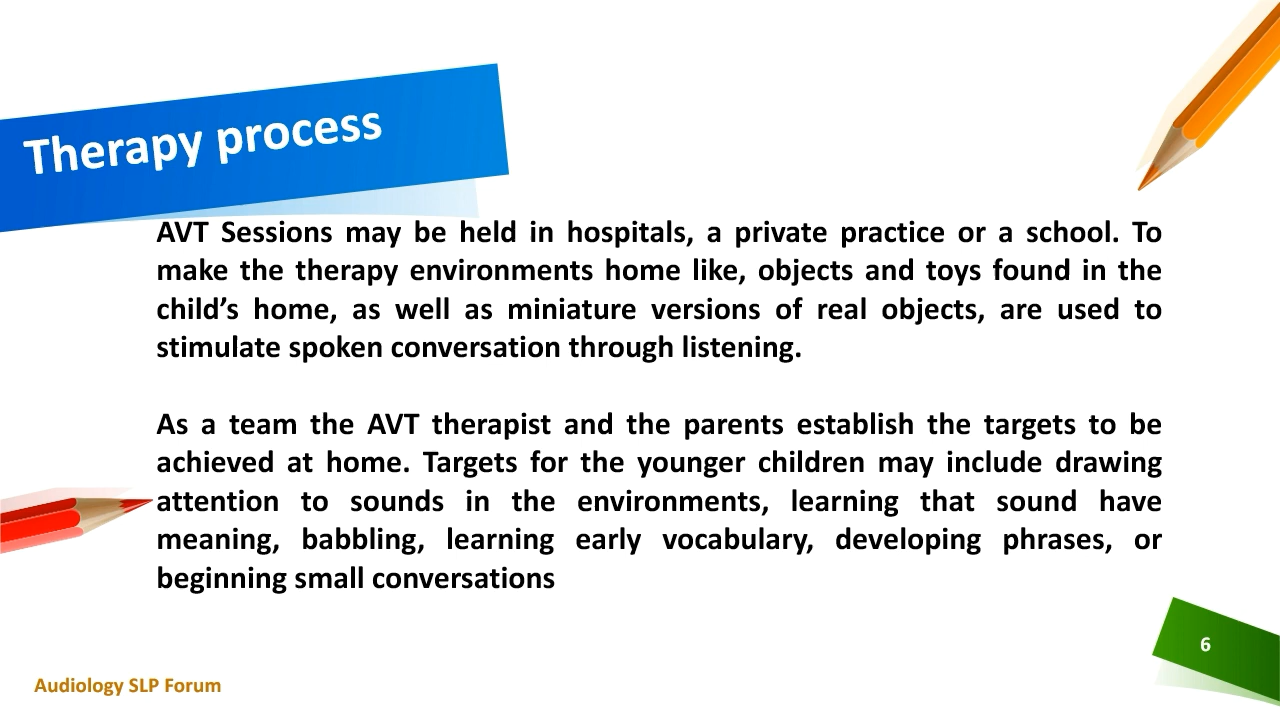 Therapy process
AVT Sessions may be held in hospitals, a private practice or a school. To
make the therapy environments home like, objects and toys found in the
child’s home, as well as miniature versions of real objects, are used to
stimulate spoken conversation through listening.
As a team the AVT therapist and the parents establish the targets to be
achieved at home. Targets for the younger children may include drawing
attention to sounds in the environments, learning that sound have
meaning, babbling, learning early vocabulary, developing phrases, or
beginning small conversations
6
Audiology SLP Forum